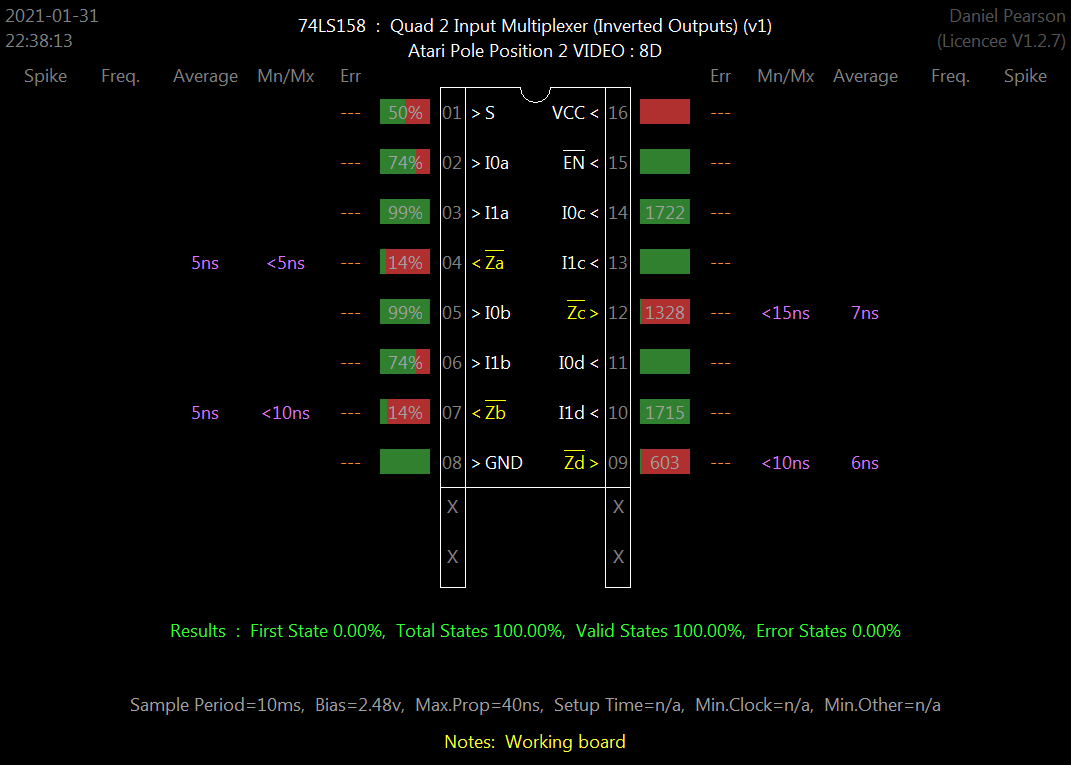 2021-01-31 74LS158 : Quad 2 Input Multiplexer (Inverted Outputs) (v1) Daniel Pearson
22:38:13 Atari Pole Position 2 VIDEO : 8D (Licencee V1.2.7)
Spike Freq. Average Mn/Mx Err Err Mn/Mx Average Freq. Spike
--- 50% 01 > S VCC < 16 ---
--- 74% 02 > I0a EN < 15 ---
--- 99% 03 > I1a I0c < 14 1722 ---
5ns <5ns --- 14% 04 < Za I1c < 13 ---
--- 99% 05 > I0b Zc > 12 1328 --- <15ns 7ns
--- 74% 06 > I1b I0d < 11 ---
5ns <10ns --- 14% 07 < Zb I1d < 10 1715 ---
--- 08 > GND Zd > 09 603 --- <10ns 6ns
X X
X X
Results : First State 0.00%, Total States 100.00%, Valid States 100.00%, Error States 0.00%
Sample Period=10ms, Bias=2.48v, Max.Prop=40ns, Setup Time=n/a, Min.Clock=n/a, Min.Other=n/a
Notes: Working board